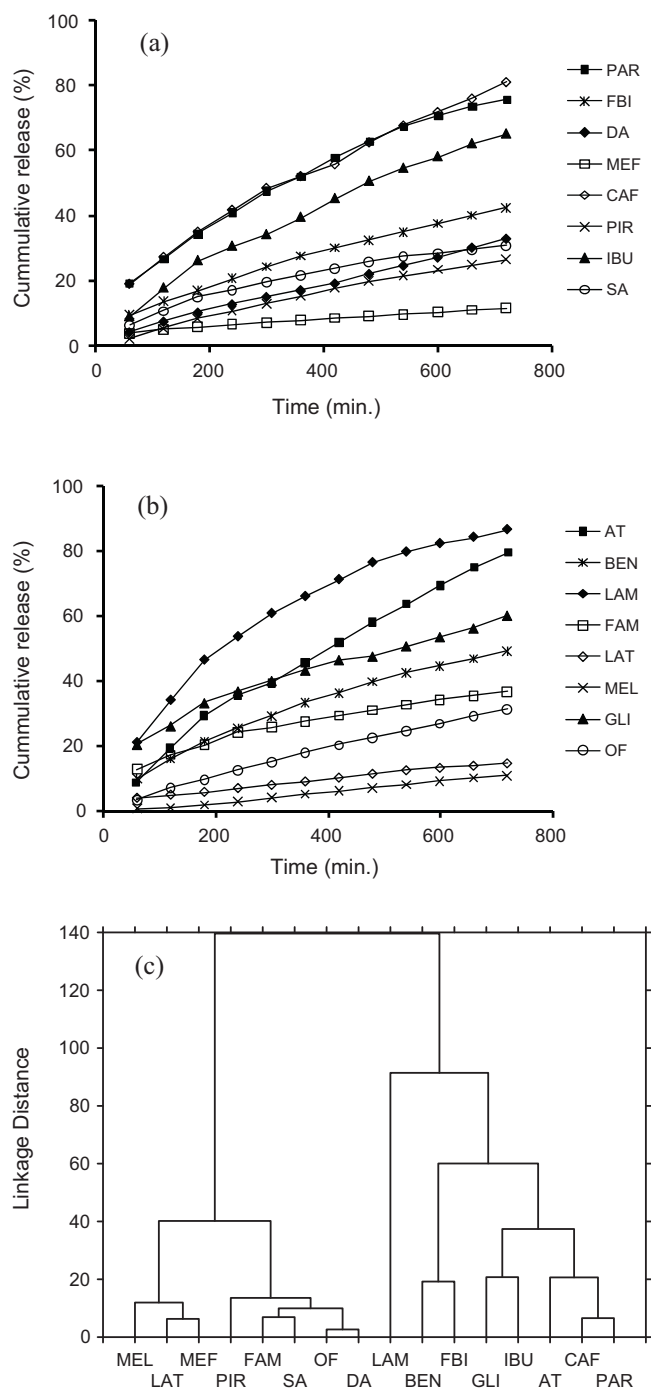 (a)
Cummulative release (%)
100
80
60
40
20
0
0 200 400 600 800
Time (min.)
PAR
FBI
DA
MEF
CAF
PIR
IBU
SA
(b)
Cummulative release (%)
100
80
60
40
20
0
0 200 400 600 800
Time (min.)
AT
BEN
LAM
FAM
LAT
MEL
GLI
OF
(c)
Linkage Distance
140
120
100
80
60
40
20
0
MEL MEF FAM OF LAM FBI IBU CAF
LAT PIR SA DA BEN GLI AT PAR